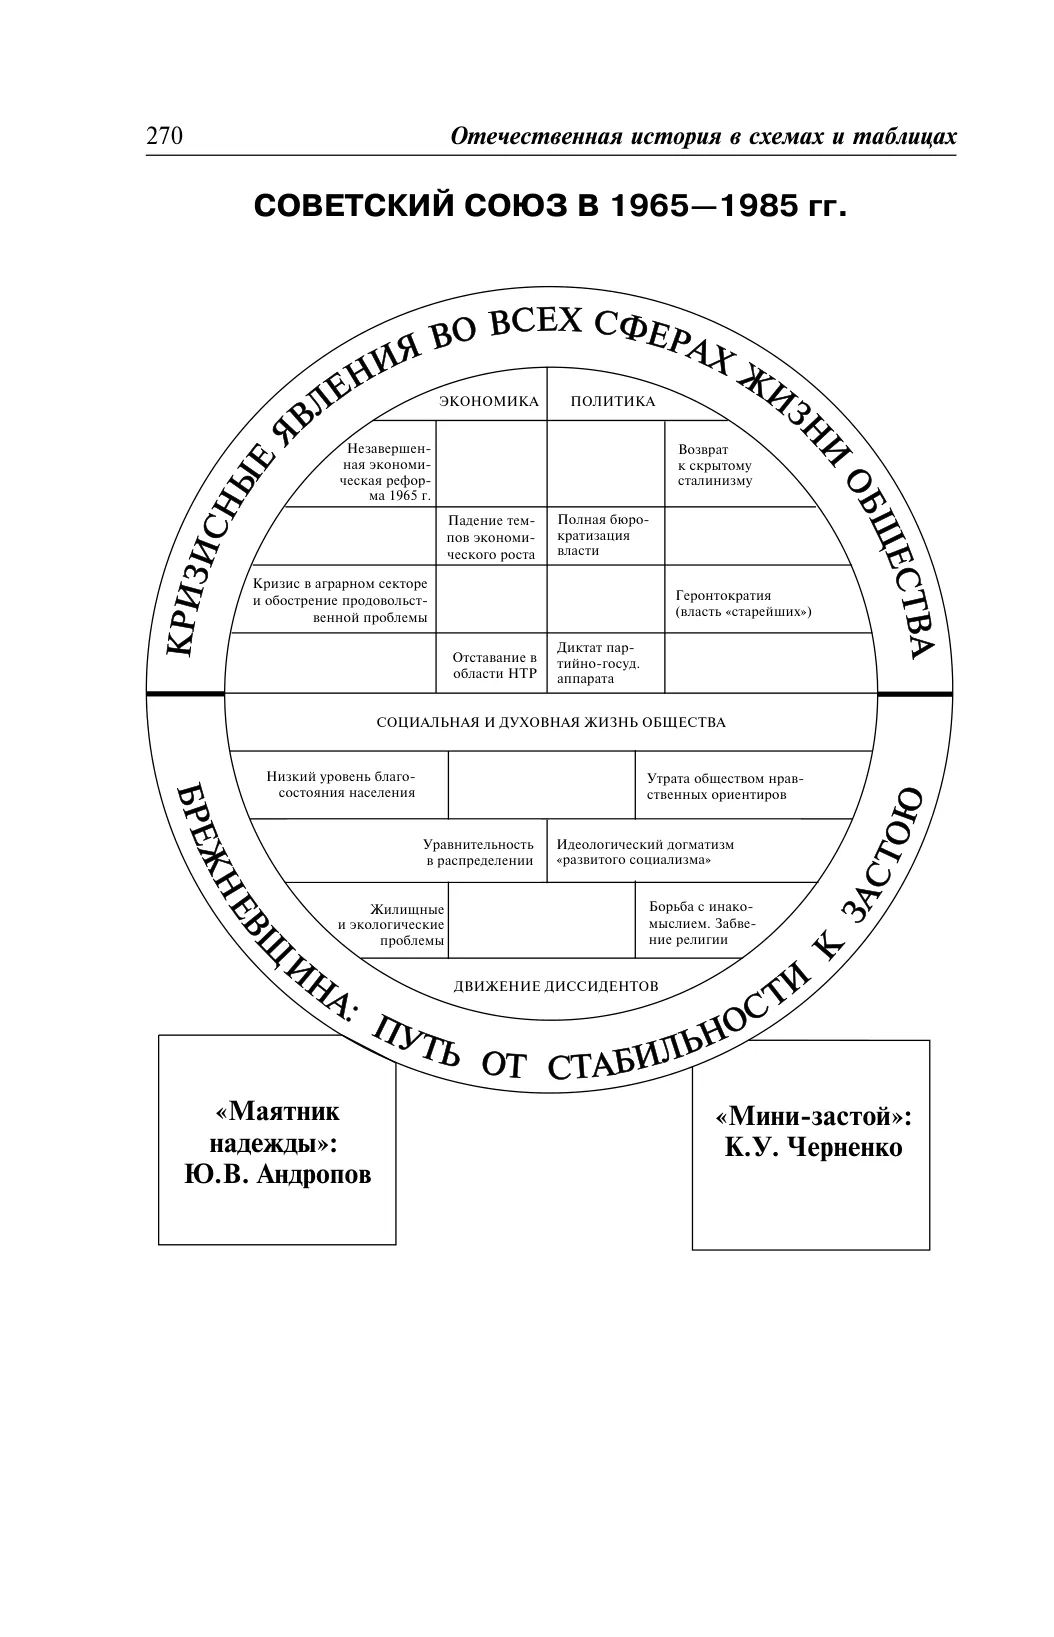 270
Отечественная история в схемах и таблицах
СОВЕТСКИЙ СОЮЗ В 1965—1985 гг.
КРИЗИСНЫЕ ЯВЛЕНИЯ ВО ВСЕХ СФЕРАХ ЖИЗНИ ОБЩЕСТВА
ЭКОНОМИКА
ПОЛИТИКА
Незавершен-
ная экономи-
ческая рефор-
ма 1965 г.
Возврат
к скрытому
сталинизму
Падение тем-
пов экономи-
ческого роста
Полная бюро-
кратизация
власти
Кризис в аграрном секторе
и обострение продовольст-
венной проблемы
Геронтократия
(власть «старейших»)
Отставание в
области НТР
Диктат пар-
тийно-госуд.
аппарата
СОЦИАЛЬНАЯ И ДУХОВНАЯ ЖИЗНЬ ОБЩЕСТВА
Низкий уровень благо-
состояния населения
Утрата обществом нрав-
ственных ориентиров
Уравнительность
в распределении
Идеологический догматизм
«развитого социализма»
Жилищные
и экологические
проблемы
Борьба с инако-
мыслием. Забве-
ние религии
ДВИЖЕНИЕ ДИССИДЕНТОВ
БРЕЖНЕВЩИНА: ПУТЬ ОТ СТАБИЛЬНОСТИ К ЗАСТОЮ
«Маятник
надежды»:
Ю.В. Андропов
«Мини-застой»:
К.У. Черненко